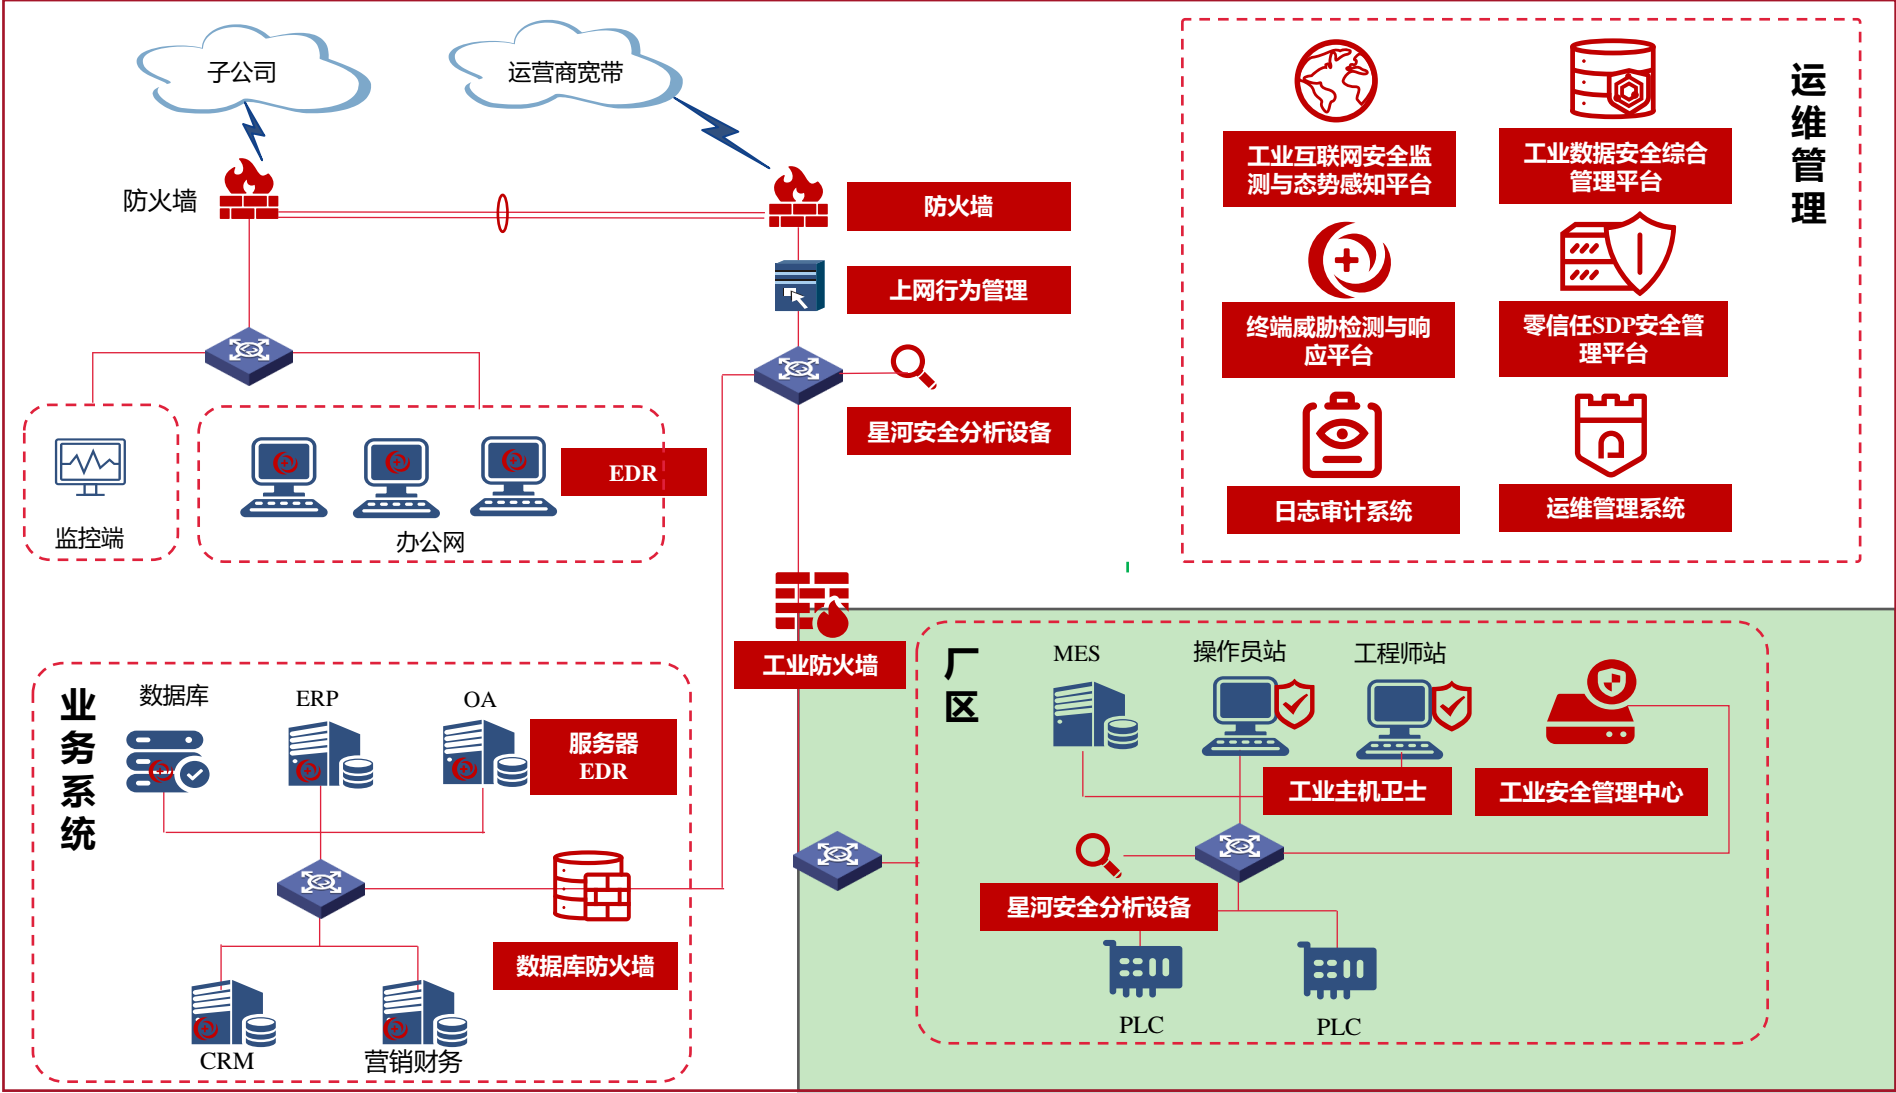 子公司
运营商宽带
防火墙
防火墙
上网行为管理
星河安全分析设备
监控端
办公网
EDR
运维管理
工业互联网安全监
测与态势感知平台
工业数据安全综合
管理平台
终端威胁检测与响
应平台
零信任SDP安全管
理平台
日志审计系统
运维管理系统
工业防火墙
业务系统
数据库
ERP
OA
服务器
EDR
数据库防火墙
CRM
营销财务
厂区
MES
操作员站
工程师站
工业主机卫士
工业安全管理中心
星河安全分析设备
PLC
PLC